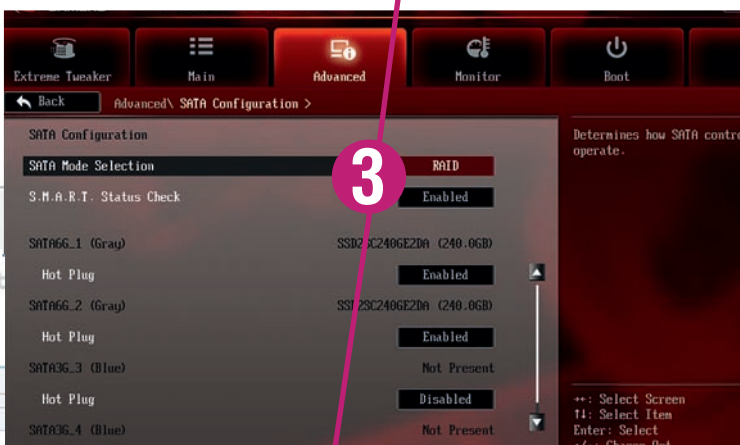 Extreme Tweaker
Main
Advanced
Monitor
Boot
Back
Advanced\ SATA Configuration >
SATA Configuration
Determines how SATA
operate.
SATA Mode Selection
RAID
3
S.M.A.R.T. Status Check
Enabled
SATA6G_1 (Gray)
(240.0GB)
Hot Plug
Enabled
SATA6G_2 (Gray)
(240.0GB)
Hot Plug
Enabled
SATA3G_3 (Blue)
Not Present
Hot Plug
Disabled
SATA3G_4 (Blue)
Not Present
→←: Select Screen
↑↓: Select Item
Enter: Select